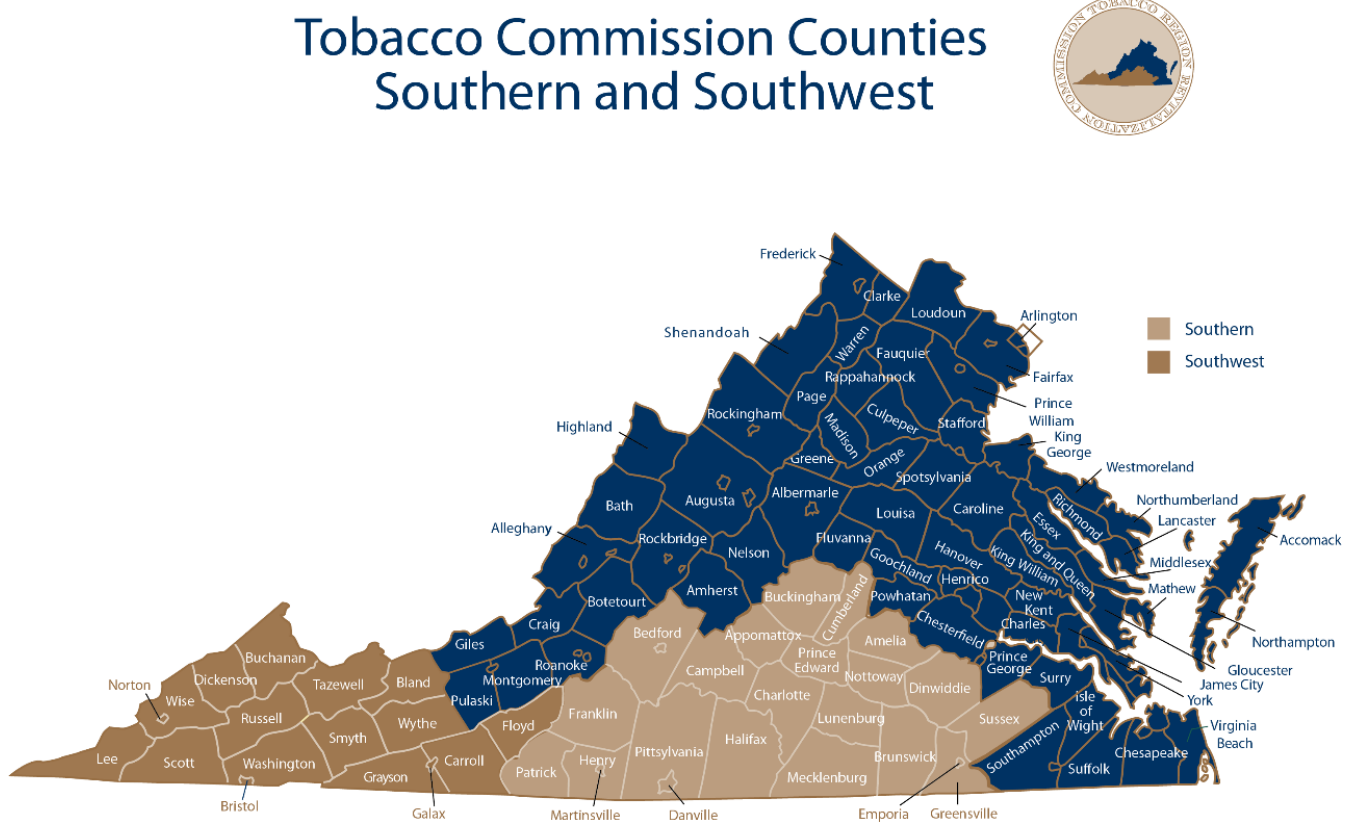 Tobacco Commission Counties
Southern and Southwest
TOBACCO REGION REVITALIZATION COMMISSION
Frederick
Clarke
Loudoun
Arlington
Southern
Shenandoah
Warren
Fauquier
Southwest
Rappahannock
Fairfax
Page
Prince
William
Rockingham
Culpeper
Stafford
Highland
Madison
King
George
Greene
Orange
Westmoreland
Spotsylvania
Augusta
Albermarle
Bath
Richmond
Northumberland
Louisa
Caroline
Lancaster
Alleghany
Essex
Rockbridge
Fluvanna
Accomack
Nelson
Hanover
King and Queen
Goochland
King William
Middlesex
Henrico
Amherst
Mathew
Buckingham
Cumberland
Powhatan
New
Kent
Botetourt
Charles
Craig
Chesterfield
Bedford
Appomattox
Amelia
Northampton
Giles
Prince
Edward
Prince
George
Buchanan
Roanoke
Gloucester
Campbell
Nottoway
Surry
James City
Dickenson
Tazewell
Bland
Montgomery
Norton
Wise
Pulaski
Charlotte
Dinwiddie
Isle
of
Wight
York
Franklin
Lunenburg
Sussex
Russell
Wythe
Floyd
Virginia
Beach
Smyth
Halifax
Southampton
Pittsylvania
Chesapeake
Lee
Scott
Washington
Carroll
Henry
Brunswick
Suffolk
Grayson
Patrick
Mecklenburg
Bristol
Galax
Martinsville
Danville
Emporia
Greensville